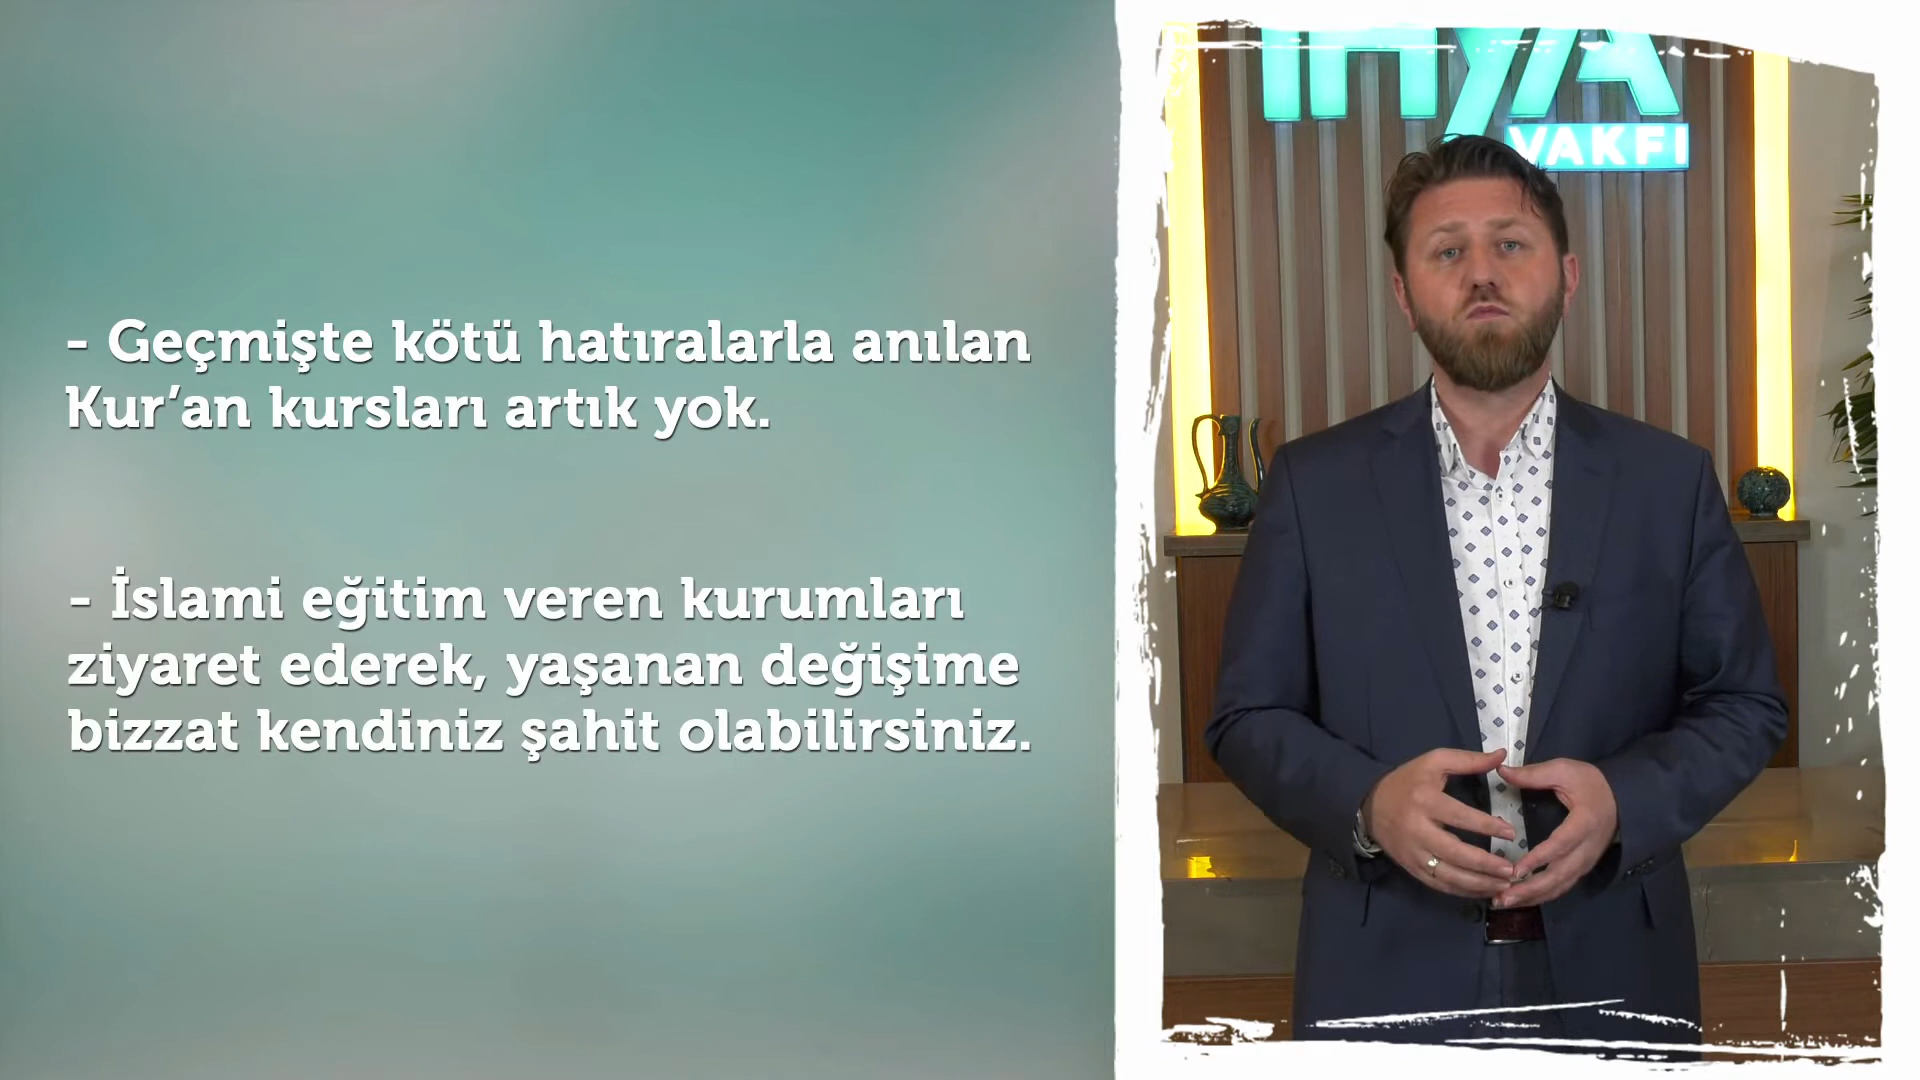 - Geçmişte kötü hatıralarla anılan
Kur’an kursları artık yok.
- İslami eğitim veren kurumları
ziyaret ederek, yaşanan değişime
bizzat kendiniz şahit olabilirsiniz.
İHYA
VAKFI